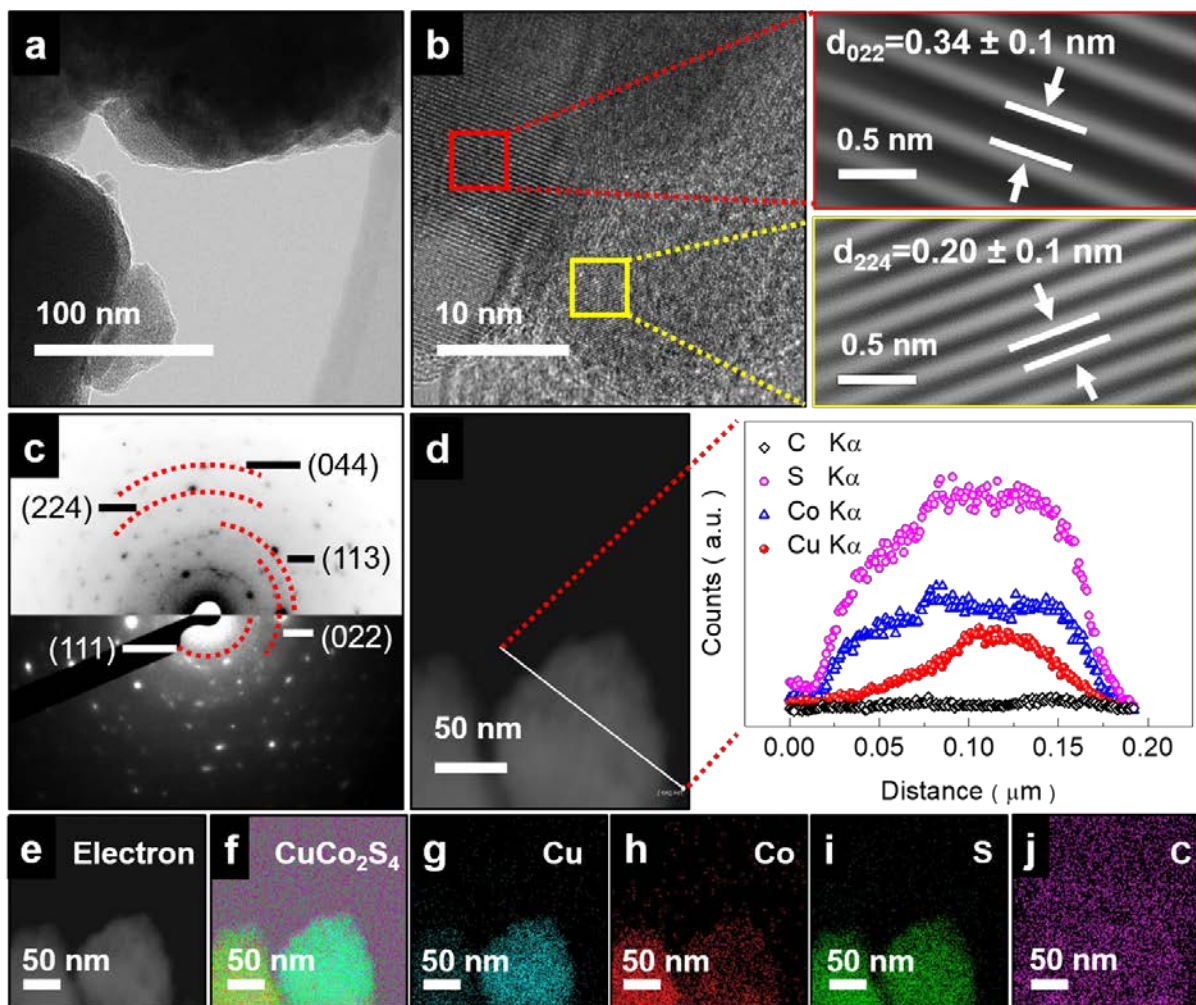 a
100 nm
b
10 nm
d022=0.34 ± 0.1 nm
0.5 nm
d224=0.20 ± 0.1 nm
0.5 nm
c
(044)
(224)
(113)
(111)
(022)
d
50 nm
C Kα
S Kα
Co Kα
Cu Kα
Counts ( a.u. )
0.00 0.05 0.10 0.15 0.20
Distance ( μm )
e Electron
50 nm
f CuCo₂S₄
50 nm
g Cu
50 nm
h Co
50 nm
i S
50 nm
j C
50 nm